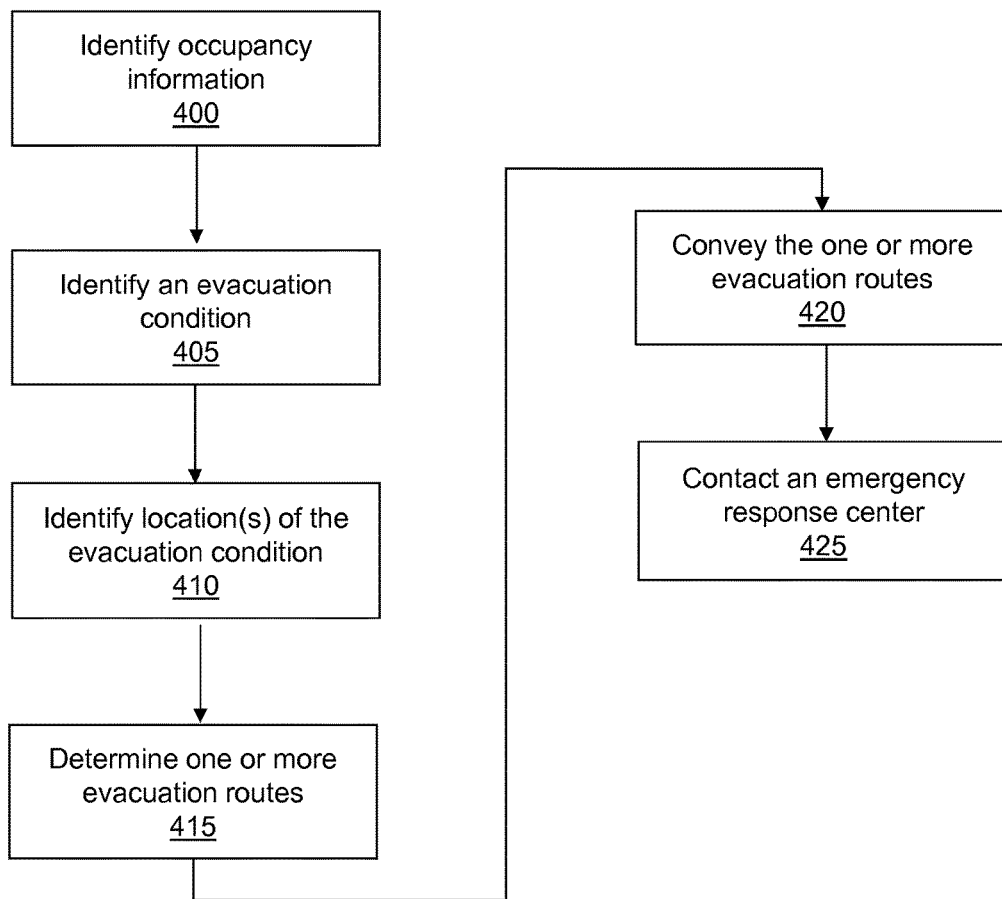 Identify occupancy
information
400
Identify an evacuation
condition
405
Identify location(s) of the
evacuation condition
410
Determine one or more
evacuation routes
415
Convey the one or more
evacuation routes
420
Contact an emergency
response center
425